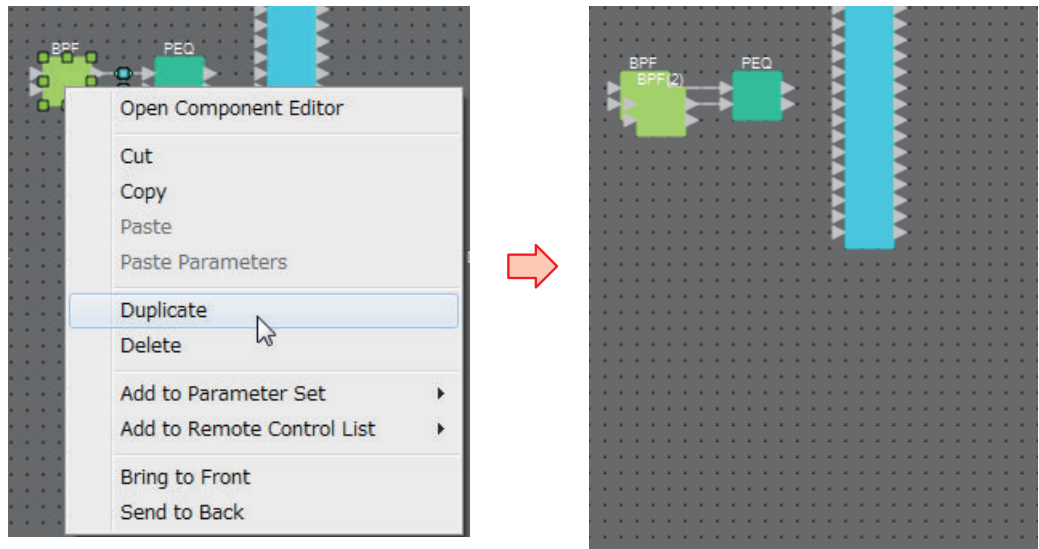 BPF
PEQ
Open Component Editor
Cut
Copy
Paste
Paste Parameters
Duplicate
Delete
Add to Parameter Set
Add to Remote Control List
Bring to Front
Send to Back
BPF
BPF(2)
PEQ